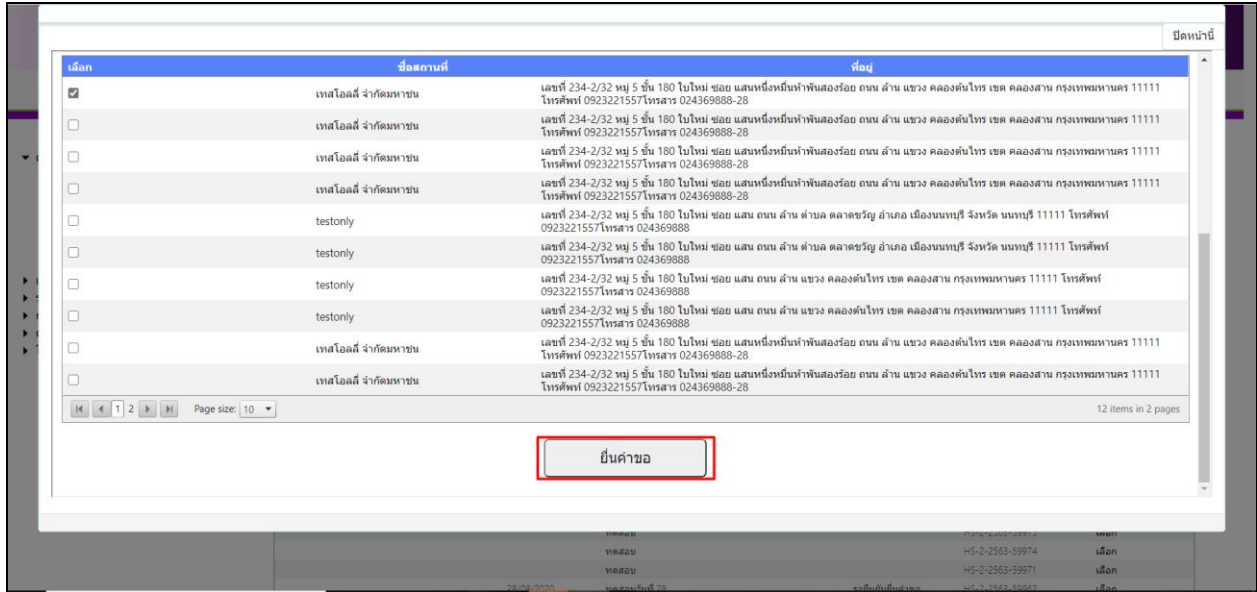 ปิดหน้านี้
เลือก ชื่อสถานที่ ที่อยู่
เทสโอลลี่ จำกัดมหาชน เลขที่ 234-2/32 หมู่ 5 ชั้น 180 ใบใหม่ ซอย แสนหนึ่งหมื่นห้าพันสองร้อย ถนน ล้าน แขวง คลองต้นไทร เขต คลองสาน กรุงเทพมหานคร 11111
โทรศัพท์ 0923221557โทรสาร 024369888-28
เทสโอลลี่ จำกัดมหาชน เลขที่ 234-2/32 หมู่ 5 ชั้น 180 ใบใหม่ ซอย แสนหนึ่งหมื่นห้าพันสองร้อย ถนน ล้าน แขวง คลองต้นไทร เขต คลองสาน กรุงเทพมหานคร 11111
โทรศัพท์ 0923221557โทรสาร 024369888-28
เทสโอลลี่ จำกัดมหาชน เลขที่ 234-2/32 หมู่ 5 ชั้น 180 ใบใหม่ ซอย แสนหนึ่งหมื่นห้าพันสองร้อย ถนน ล้าน แขวง คลองต้นไทร เขต คลองสาน กรุงเทพมหานคร 11111
โทรศัพท์ 0923221557โทรสาร 024369888-28
เทสโอลลี่ จำกัดมหาชน เลขที่ 234-2/32 หมู่ 5 ชั้น 180 ใบใหม่ ซอย แสนหนึ่งหมื่นห้าพันสองร้อย ถนน ล้าน แขวง คลองต้นไทร เขต คลองสาน กรุงเทพมหานคร 11111
โทรศัพท์ 0923221557โทรสาร 024369888-28
testonly เลขที่ 234-2/32 หมู่ 5 ชั้น 180 ใบใหม่ ซอย แสน ถนน ล้าน ตำบล ตลาดขวัญ อำเภอ เมืองนนทบุรี จังหวัด นนทบุรี 11111 โทรศัพท์
0923221557โทรสาร 024369888
testonly เลขที่ 234-2/32 หมู่ 5 ชั้น 180 ใบใหม่ ซอย แสน ถนน ล้าน ตำบล ตลาดขวัญ อำเภอ เมืองนนทบุรี จังหวัด นนทบุรี 11111 โทรศัพท์
0923221557โทรสาร 024369888
testonly เลขที่ 234-2/32 หมู่ 5 ชั้น 180 ใบใหม่ ซอย แสน ถนน ล้าน แขวง คลองต้นไทร เขต คลองสาน กรุงเทพมหานคร 11111 โทรศัพท์
0923221557โทรสาร 024369888
testonly เลขที่ 234-2/32 หมู่ 5 ชั้น 180 ใบใหม่ ซอย แสน ถนน ล้าน แขวง คลองต้นไทร เขต คลองสาน กรุงเทพมหานคร 11111 โทรศัพท์
0923221557โทรสาร 024369888
เทสโอลลี่ จำกัดมหาชน เลขที่ 234-2/32 หมู่ 5 ชั้น 180 ใบใหม่ ซอย แสนหนึ่งหมื่นห้าพันสองร้อย ถนน ล้าน แขวง คลองต้นไทร เขต คลองสาน กรุงเทพมหานคร 11111
โทรศัพท์ 0923221557โทรสาร 024369888-28
เทสโอลลี่ จำกัดมหาชน เลขที่ 234-2/32 หมู่ 5 ชั้น 180 ใบใหม่ ซอย แสนหนึ่งหมื่นห้าพันสองร้อย ถนน ล้าน แขวง คลองต้นไทร เขต คลองสาน กรุงเทพมหานคร 11111
โทรศัพท์ 0923221557โทรสาร 024369888-28
1 2 Page size: 10 12 items in 2 pages
ยื่นคำขอ
ทดสอบ HS-2-2563-59974 เลือก
ทดสอบ HS-2-2563-59971 เลือก
28/08/2020 ทดสอบวันที่ 28 รอยืนยันยื่นคำขอ HS-2-2563-59962 เลือก